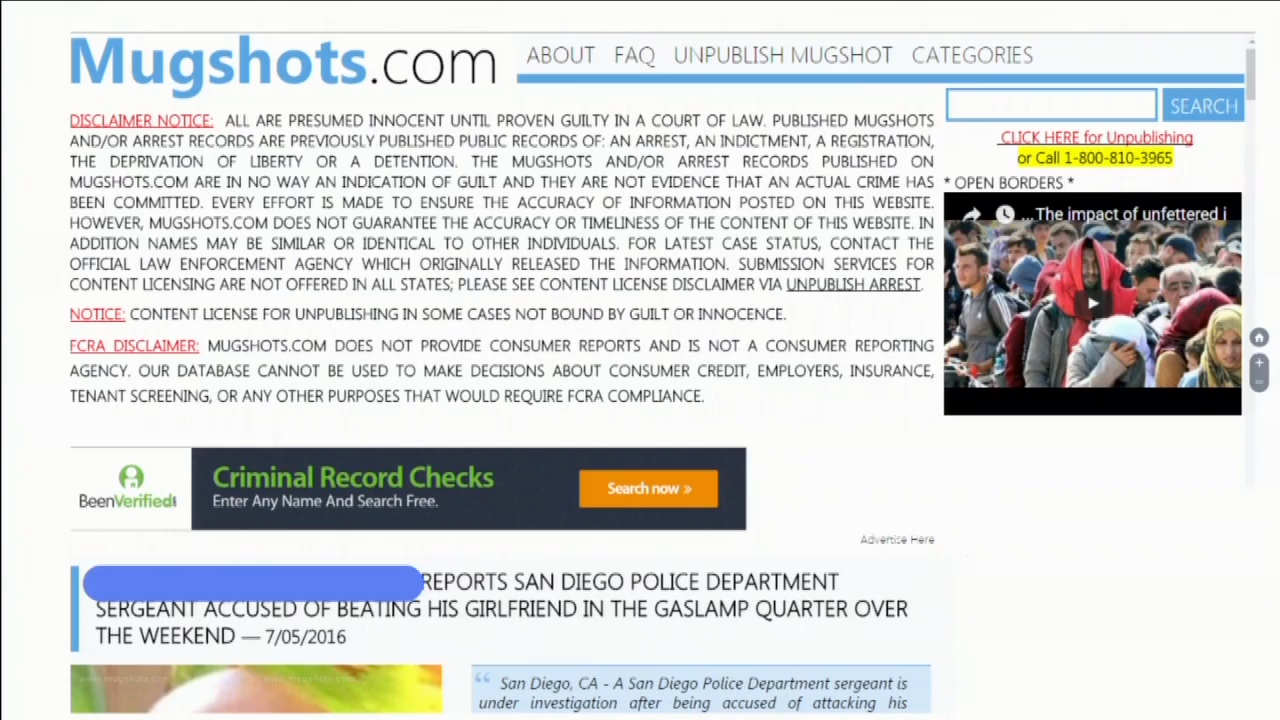 Mugshots.com
ABOUT FAQ UNPUBLISH MUGSHOT CATEGORIES
SEARCH
DISCLAIMER NOTICE: ALL ARE PRESUMED INNOCENT UNTIL PROVEN GUILTY IN A COURT OF LAW. PUBLISHED MUGSHOTS
AND/OR ARREST RECORDS ARE PREVIOUSLY PUBLISHED PUBLIC RECORDS OF: AN ARREST, AN INDICTMENT, A REGISTRATION,
THE DEPRIVATION OF LIBERTY OR A DETENTION. THE MUGSHOTS AND/OR ARREST RECORDS PUBLISHED ON
MUGSHOTS.COM ARE IN NO WAY AN INDICATION OF GUILT AND THEY ARE NOT EVIDENCE THAT AN ACTUAL CRIME HAS
BEEN COMMITTED. EVERY EFFORT IS MADE TO ENSURE THE ACCURACY OF INFORMATION POSTED ON THIS WEBSITE.
HOWEVER, MUGSHOTS.COM DOES NOT GUARANTEE THE ACCURACY OR TIMELINESS OF THE CONTENT OF THIS WEBSITE. IN
ADDITION NAMES MAY BE SIMILAR OR IDENTICAL TO OTHER INDIVIDUALS. FOR LATEST CASE STATUS, CONTACT THE
OFFICIAL LAW ENFORCEMENT AGENCY WHICH ORIGINALLY RELEASED THE INFORMATION. SUBMISSION SERVICES FOR
CONTENT LICENSING ARE NOT OFFERED IN ALL STATES; PLEASE SEE CONTENT LICENSE DISCLAIMER VIA UNPUBLISH ARREST.
NOTICE: CONTENT LICENSE FOR UNPUBLISHING IN SOME CASES NOT BOUND BY GUILT OR INNOCENCE.
FCRA DISCLAIMER: MUGSHOTS.COM DOES NOT PROVIDE CONSUMER REPORTS AND IS NOT A CONSUMER REPORTING
AGENCY. OUR DATABASE CANNOT BE USED TO MAKE DECISIONS ABOUT CONSUMER CREDIT, EMPLOYERS, INSURANCE,
TENANT SCREENING, OR ANY OTHER PURPOSES THAT WOULD REQUIRE FCRA COMPLIANCE.
CLICK HERE for Unpublishing
or Call 1-800-810-3965
* OPEN BORDERS *
...The impact of unfettered i
BeenVerified
Criminal Record Checks
Enter Any Name And Search Free.
Search now »
Advertise Here
REPORTS SAN DIEGO POLICE DEPARTMENT
SERGEANT ACCUSED OF BEATING HIS GIRLFRIEND IN THE GASLAMP QUARTER OVER
THE WEEKEND — 7/05/2016
“ San Diego, CA - A San Diego Police Department sergeant is
under investigation after being accused of attacking his